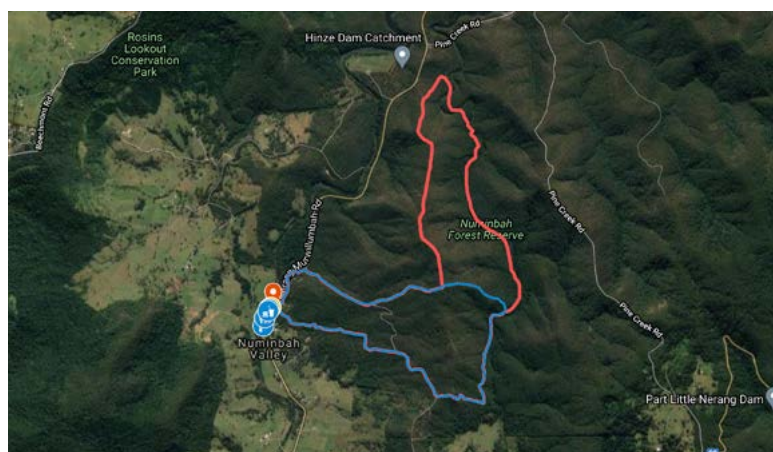 Rosins
Lookout
Conservation
Park
Hinze Dam Catchment
Pine Creek Rd
Beechmont Rd
Murwillumbah Rd
Numinbah
Forest Reserve
Pine Creek Rd
Pine Creek Rd
Numinbah
Valley
Part Little Nerang Dam